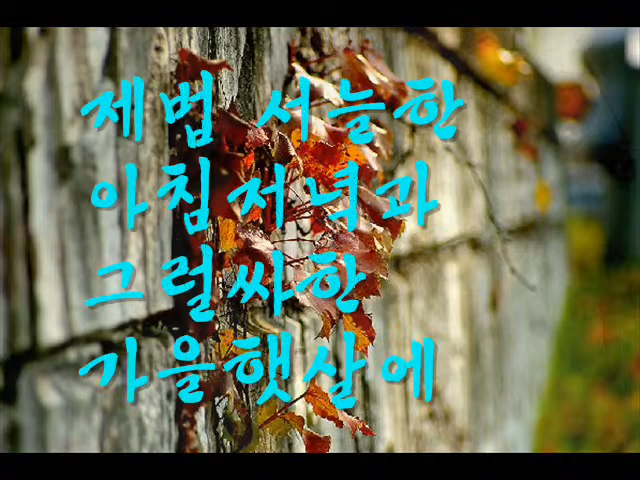 제법 서늘한
아침저녁과
그럴싸한
가을햇살에